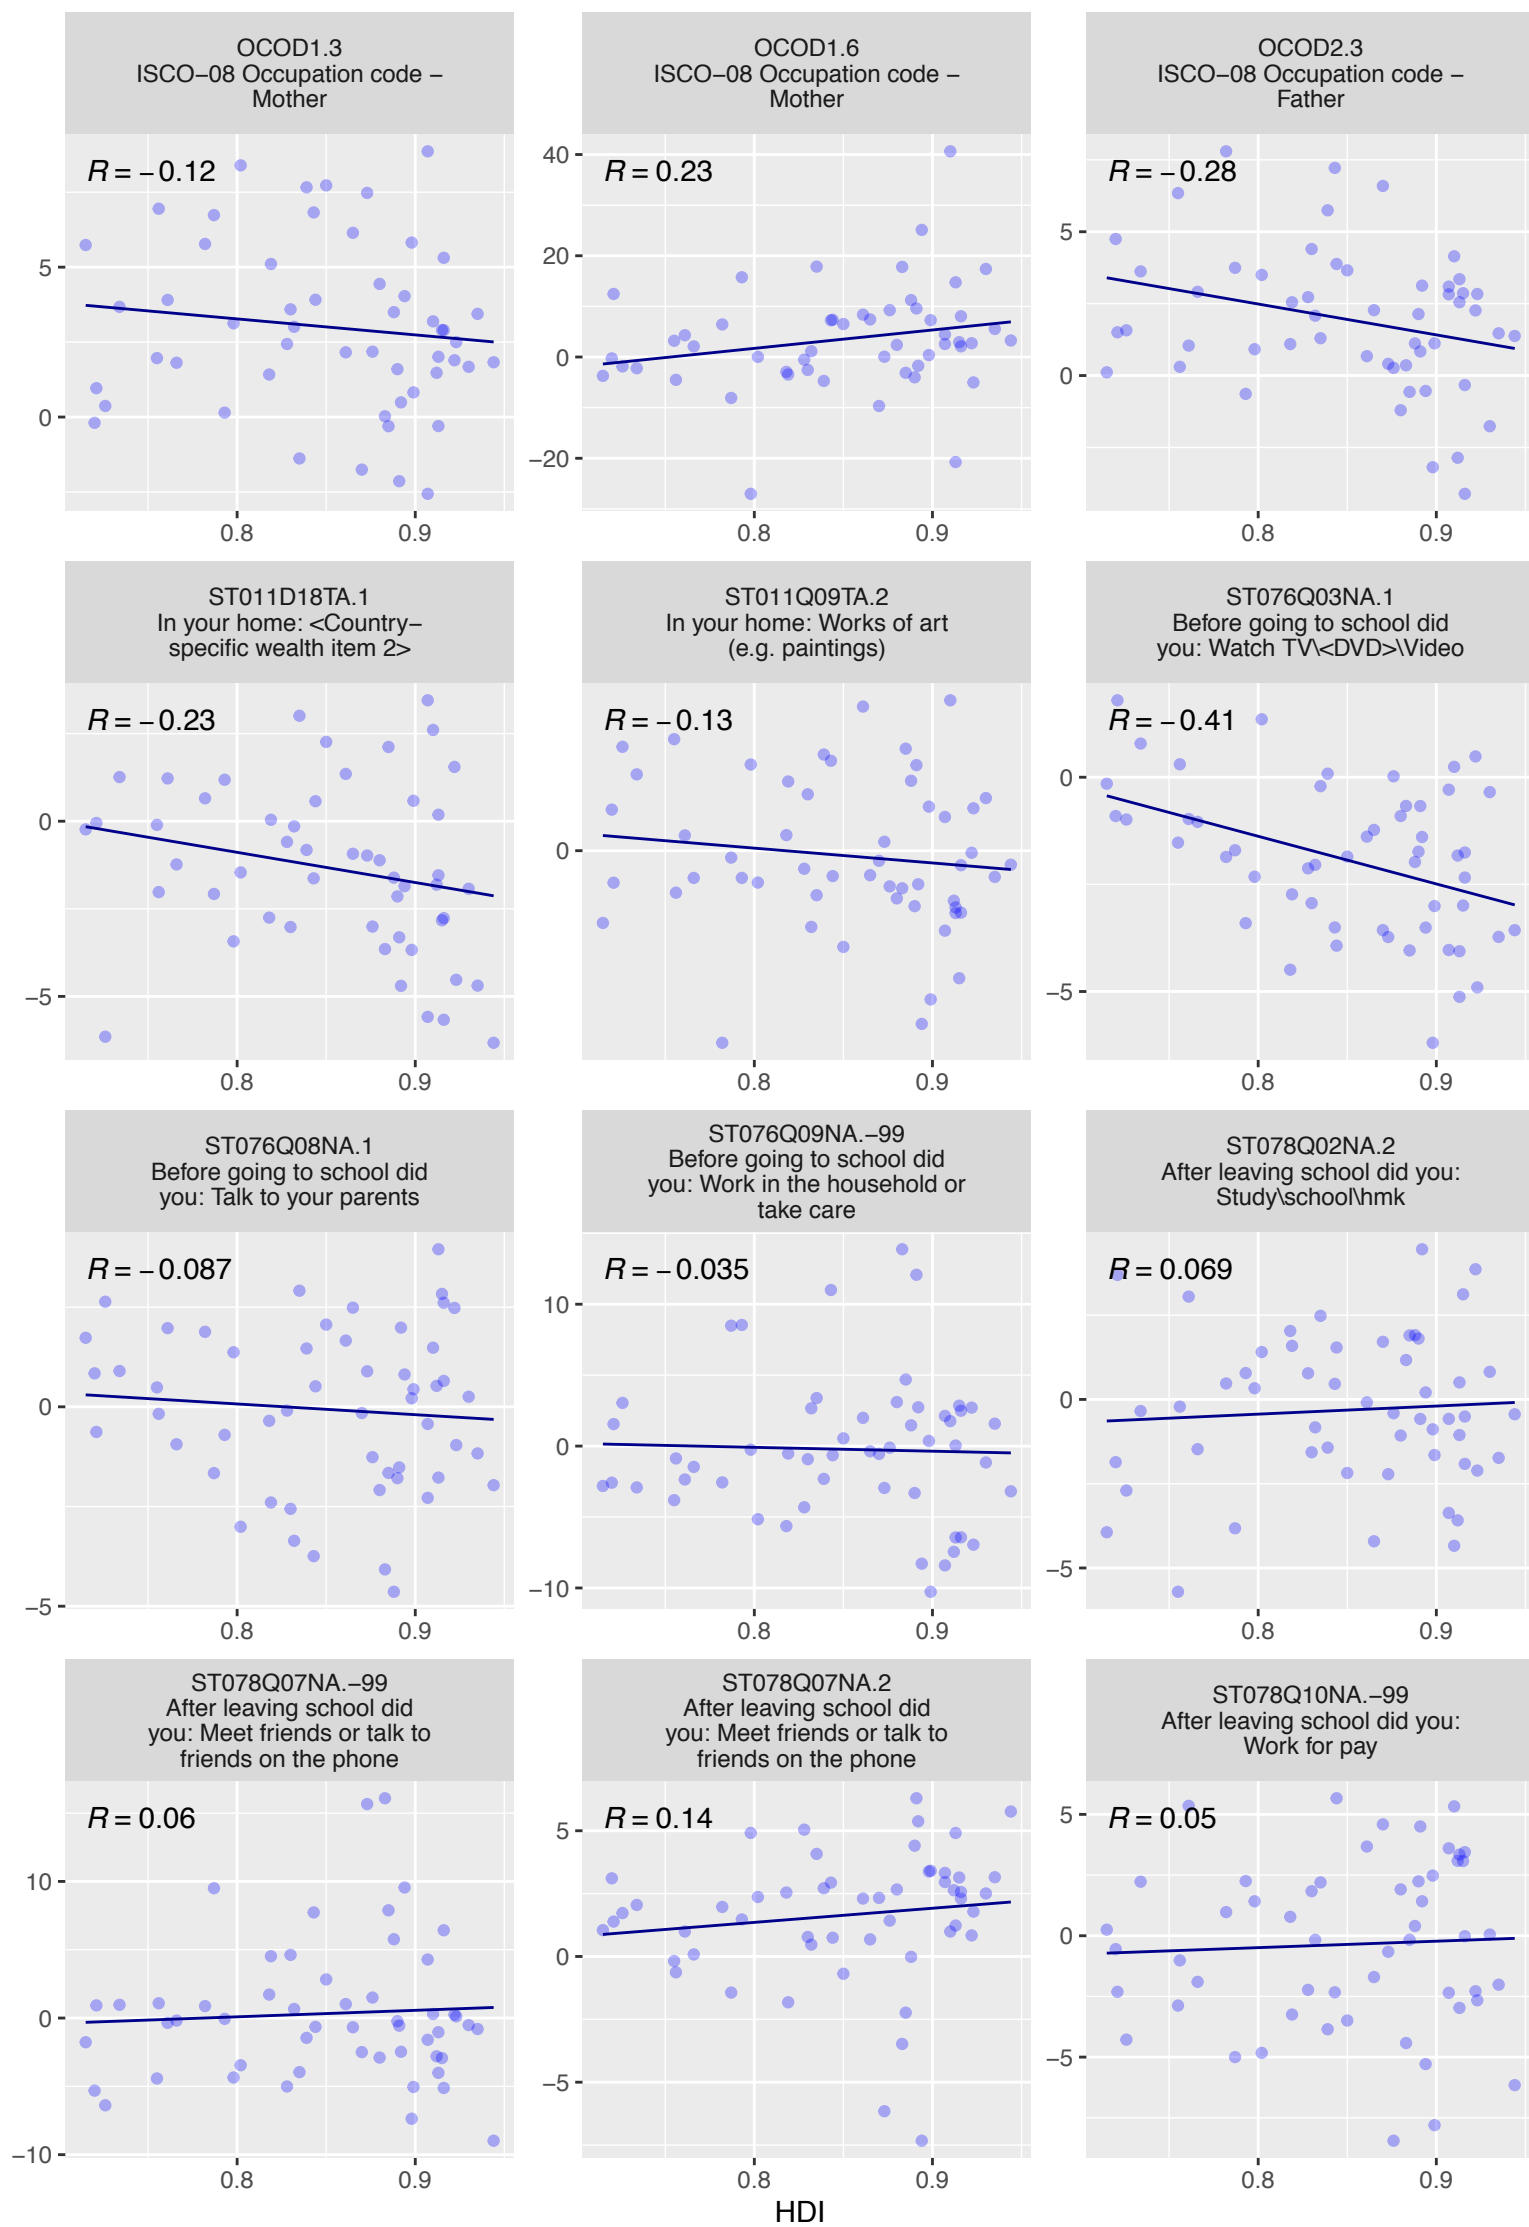 OCOD1.3
ISCO−08 Occupation code −
Mother
OCOD1.6
ISCO−08 Occupation code −
Mother
OCOD2.3
ISCO−08 Occupation code −
Father
R = −0.12
5
0
0.8 0.9
R = 0.23
40
20
0
−20
0.8 0.9
R = −0.28
5
0
0.8 0.9
ST011D18TA.1
In your home: <Country−
specific wealth item 2>
ST011Q09TA.2
In your home: Works of art
(e.g. paintings)
ST076Q03NA.1
Before going to school did
you: Watch TV\<DVD>\Video
R = −0.23
0
−5
0.8 0.9
R = −0.13
0
0.8 0.9
R = −0.41
0
−5
0.8 0.9
ST076Q08NA.1
Before going to school did
you: Talk to your parents
ST076Q09NA.−99
Before going to school did
you: Work in the household or
take care
ST078Q02NA.2
After leaving school did you:
Study\school\hmk
R = −0.087
0
−5
0.8 0.9
R = −0.035
10
0
−10
0.8 0.9
R = 0.069
0
−5
0.8 0.9
ST078Q07NA.−99
After leaving school did
you: Meet friends or talk to
friends on the phone
ST078Q07NA.2
After leaving school did
you: Meet friends or talk to
friends on the phone
ST078Q10NA.−99
After leaving school did you:
Work for pay
R = 0.06
10
0
−10
0.8 0.9
R = 0.14
5
0
−5
0.8 0.9
R = 0.05
5
0
−5
0.8 0.9
HDI